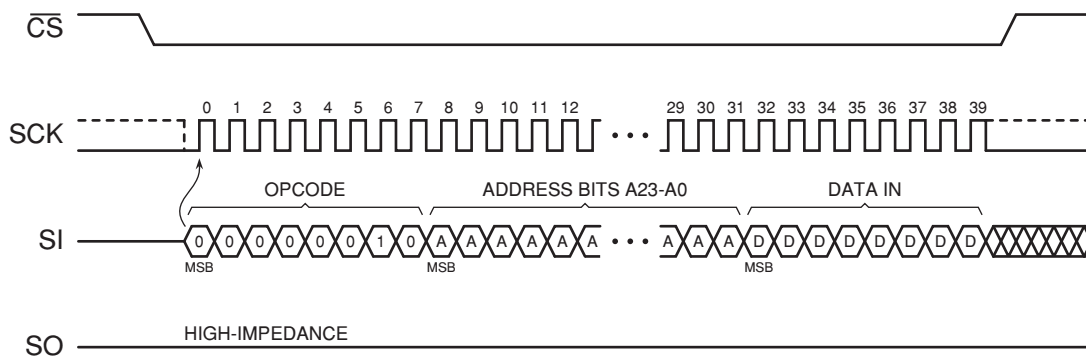 CS
0 1 2 3 4 5 6 7 8 9 10 11 12 29 30 31 32 33 34 35 36 37 38 39
SCK
OPCODE ADDRESS BITS A23-A0 DATA IN
SI 0 0 0 0 0 0 1 0 A A A A A A A A A D D D D D D D D
MSB MSB MSB
HIGH-IMPEDANCE
SO